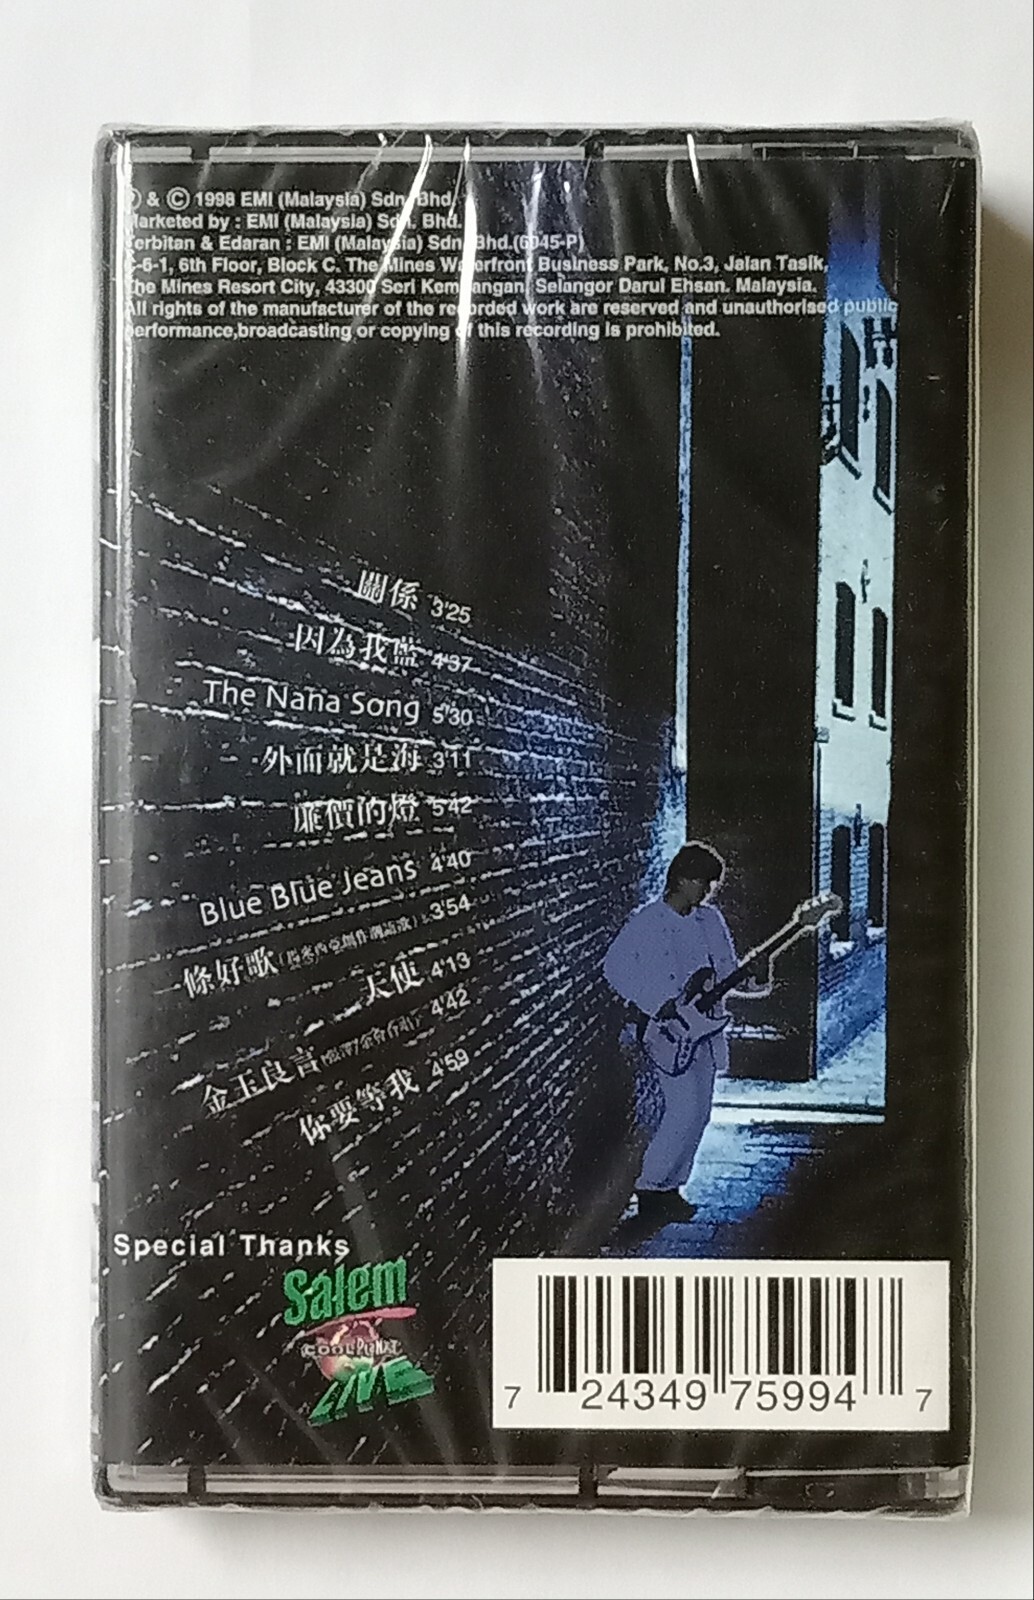 ℗ & © 1998 EMI (Malaysia) Sdn. Bhd.
Marketed by : EMI (Malaysia) Sdn. Bhd.
Terbitan & Edaran : EMI (Malaysia) Sdn. Bhd.(6045-P)
C-6-1, 6th Floor, Block C, The Mines Waterfront Business Park, No.3, Jalan Tasik,
The Mines Resort City, 43300 Seri Kembangan, Selangor Darul Ehsan. Malaysia.
All rights of the manufacturer of the recorded work are reserved and unauthorised public
performance,broadcasting or copying of this recording is prohibited.
關係 3'25
因為我藍 4'37
The Nana Song 5'30
外面就是海 3'11
廉價的燈 5'42
Blue Blue Jeans 4'40
一條好歌 3'54
天使 4'13
金玉良言 4'42
你要等我 4'59
Special Thanks
Salem
COOL PLANET
LIVE
7 24349 75994 7